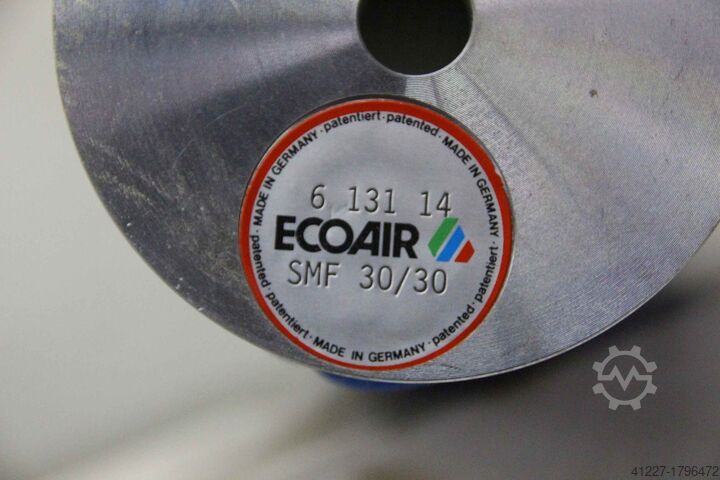 MADE IN GERMANY · patentiert · patented · MADE IN GERMANY · patented · patentiert · MADE IN GERMANY · patentiert · patented ·
6 131 14
ECOAIR
SMF 30/30
41227-1796472